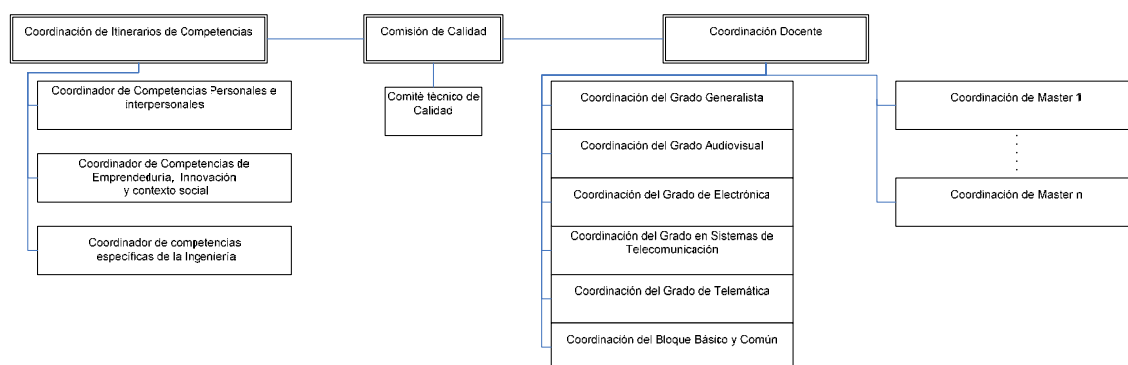 Coordinación de Itinerarios de Competencias
Comisión de Calidad
Coordinación Docente
Coordinador de Competencias Personales e
interpersonales
Coordinador de Competencias de
Emprendeduría, Innovación
y contexto social
Coordinador de competencias
específicas de la Ingeniería
Comité técnico de
Calidad
Coordinación del Grado Generalista
Coordinación del Grado Audiovisual
Coordinación del Grado de Electrónica
Coordinación del Grado en Sistemas de
Telecomunicación
Coordinación del Grado de Telemática
Coordinación del Bloque Básico y Común
Coordinación de Master 1
Coordinación de Master n